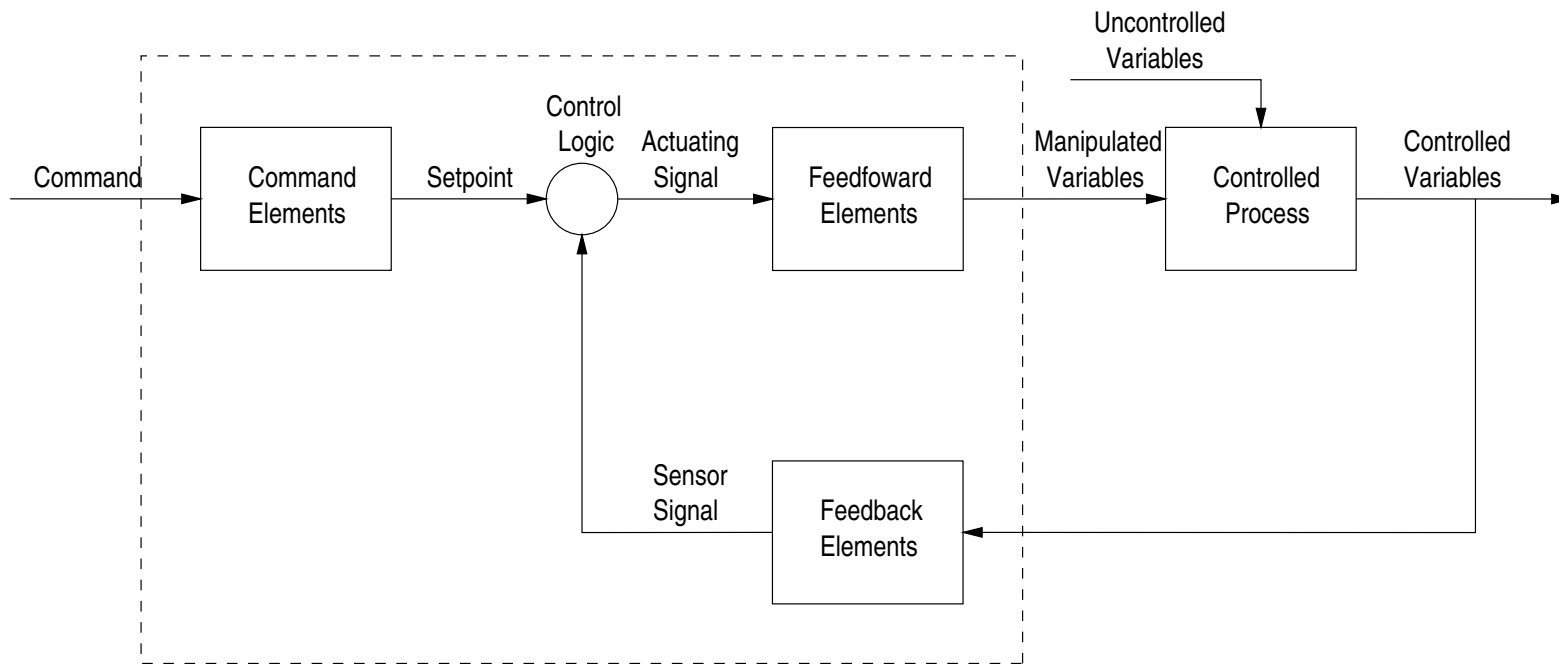 Uncontrolled
Variables
Control
Logic
Command
Command
Elements
Setpoint
Actuating
Signal
Feedfoward
Elements
Manipulated
Variables
Controlled
Process
Controlled
Variables
Sensor
Signal
Feedback
Elements